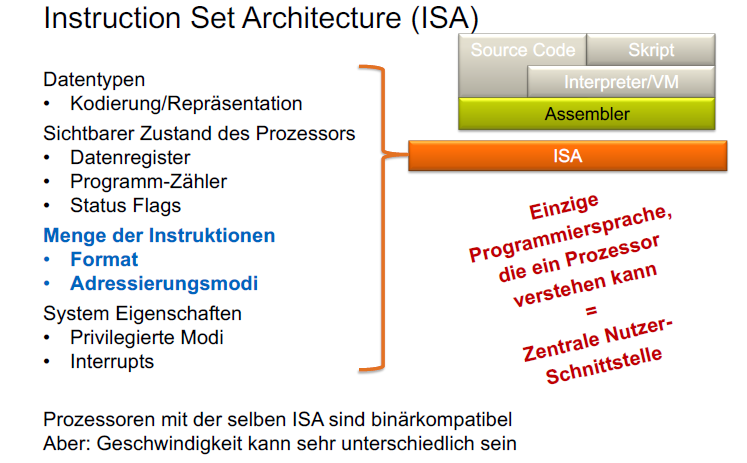 Instruction Set Architecture (ISA)
Datentypen
• Kodierung/Repräsentation
Sichtbarer Zustand des Prozessors
• Datenregister
• Programm-Zähler
• Status Flags
Menge der Instruktionen
• Format
• Adressierungsmodi
System Eigenschaften
• Privilegierte Modi
• Interrupts
Source Code
Skript
Interpreter/VM
Assembler
ISA
Einzige
Programmiersprache,
die ein Prozessor
verstehen kann
=
Zentrale Nutzer-
Schnittstelle
Prozessoren mit der selben ISA sind binärkompatibel
Aber: Geschwindigkeit kann sehr unterschiedlich sein